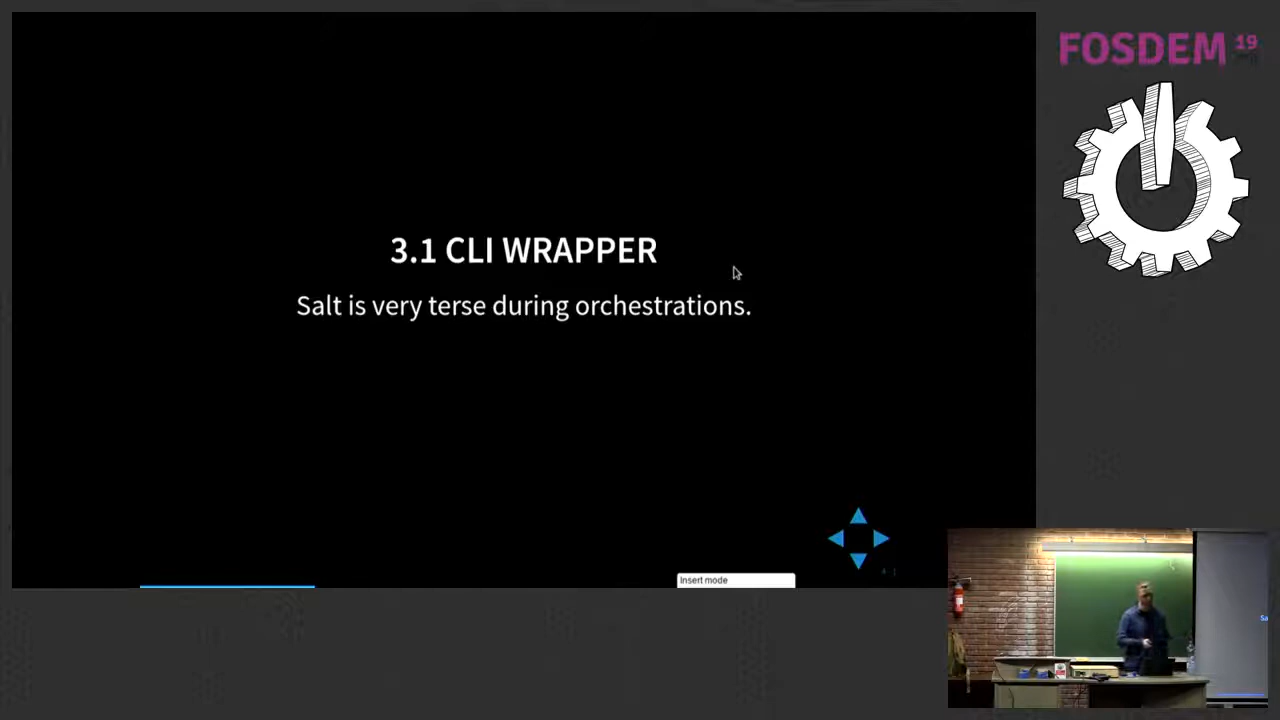 FOSDEM 19
3.1 CLI WRAPPER
Salt is very terse during orchestrations.
Insert mode